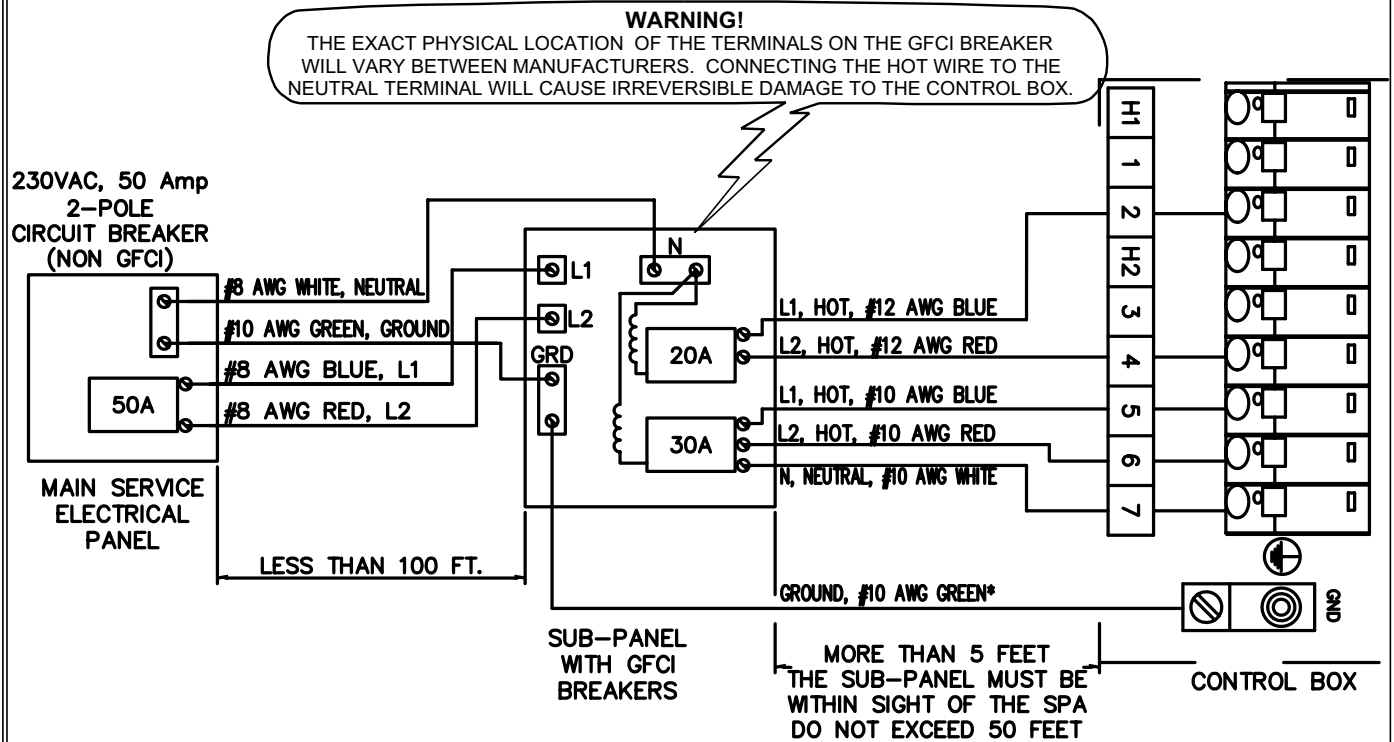 WARNING!
THE EXACT PHYSICAL LOCATION OF THE TERMINALS ON THE GFCI BREAKER
WILL VARY BETWEEN MANUFACTURERS. CONNECTING THE HOT WIRE TO THE
NEUTRAL TERMINAL WILL CAUSE IRREVERSIBLE DAMAGE TO THE CONTROL BOX.
230VAC, 50 Amp
2-POLE
CIRCUIT BREAKER
(NON GFCI)
#8 AWG WHITE, NEUTRAL
#10 AWG GREEN, GROUND
#8 AWG BLUE, L1
#8 AWG RED, L2
50A
MAIN SERVICE
ELECTRICAL
PANEL
LESS THAN 100 FT.
L1
L2
GRD
N
20A
30A
SUB-PANEL
WITH GFCI
BREAKERS
L1, HOT, #12 AWG BLUE
L2, HOT, #12 AWG RED
L1, HOT, #10 AWG BLUE
L2, HOT, #10 AWG RED
N, NEUTRAL, #10 AWG WHITE
GROUND, #10 AWG GREEN*
MORE THAN 5 FEET
THE SUB-PANEL MUST BE
WITHIN SIGHT OF THE SPA
DO NOT EXCEED 50 FEET
H1
1
2
H2
3
4
5
6
7
GND
CONTROL BOX